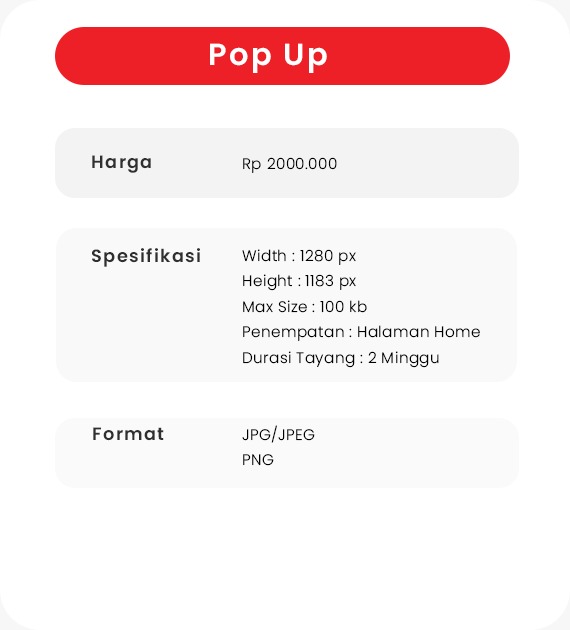 Pop Up
Harga
Rp 2000.000
Spesifikasi
Width : 1280 px
Height : 1183 px
Max Size : 100 kb
Penempatan : Halaman Home
Durasi Tayang : 2 Minggu
Format
JPG/JPEG
PNG